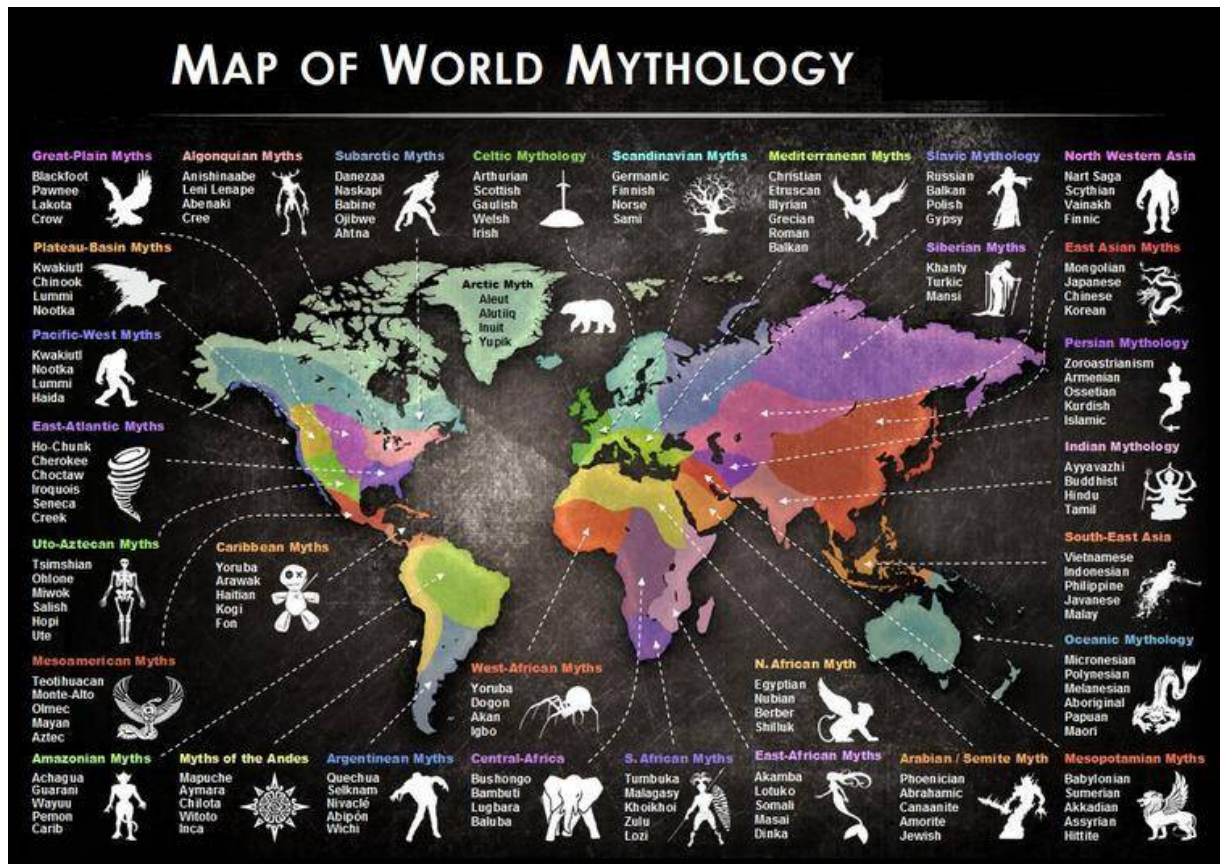 MAP OF WORLD MYTHOLOGY
Great-Plain Myths
Blackfoot
Pawnee
Lakota
Crow
Algonquian Myths
Anishinaabe
Leni Lenape
Abenaki
Cree
Subarctic Myths
Danezaa
Naskapi
Babine
Ojibwe
Ahtna
Celtic Mythology
Arthurian
Scottish
Gaulish
Welsh
Irish
Scandinavian Myths
Germanic
Finnish
Norse
Sami
Mediterranean Myths
Christian
Etruscan
Illyrian
Grecian
Roman
Balkan
Slavic Mythology
Russian
Balkan
Polish
Gypsy
North Western Asia
Nart Saga
Scythian
Vainakh
Finnic
Plateau-Basin Myths
Kwakiutl
Chinook
Lummi
Nootka
Siberian Myths
Khanty
Turkic
Mansi
East Asian Myths
Mongolian
Japanese
Chinese
Korean
Arctic Myth
Aleut
Alutiiq
Inuit
Yupik
Pacific-West Myths
Kwakiutl
Nootka
Lummi
Haida
Persian Mythology
Zoroastrianism
Armenian
Ossetian
Kurdish
Islamic
East-Atlantic Myths
Ho-Chunk
Cherokee
Choctaw
Iroquois
Seneca
Creek
Indian Mythology
Ayyavazhi
Buddhist
Hindu
Tamil
Uto-Aztecan Myths
Tsimshian
Ohlone
Miwok
Salish
Hopi
Ute
Caribbean Myths
Yoruba
Arawak
Haitian
Kogi
Fon
South-East Asia
Vietnamese
Indonesian
Philippine
Javanese
Malay
Mesoamerican Myths
Teotihuacan
Monte-Alto
Olmec
Mayan
Aztec
West-African Myths
Yoruba
Dogon
Akan
Igbo
N. African Myth
Egyptian
Nubian
Berber
Shilluk
Oceanic Mythology
Micronesian
Polynesian
Melanesian
Aboriginal
Papuan
Maori
Amazonian Myths
Achagua
Guarani
Wayuu
Pemon
Carib
Myths of the Andes
Mapuche
Aymara
Chilota
Witoto
Inca
Argentinean Myths
Quechua
Selknam
Nivaclé
Abipón
Wichi
Central-Africa
Bushongo
Bambuti
Lugbara
Baluba
S. African Myths
Tumbuka
Malagasy
Khoikhoi
Zulu
Lozi
East-African Myths
Akamba
Lotuko
Somali
Masai
Dinka
Arabian / Semite Myth
Phoenician
Abrahamic
Canaanite
Amorite
Jewish
Mesopotamian Myths
Babylonian
Sumerian
Akkadian
Assyrian
Hittite